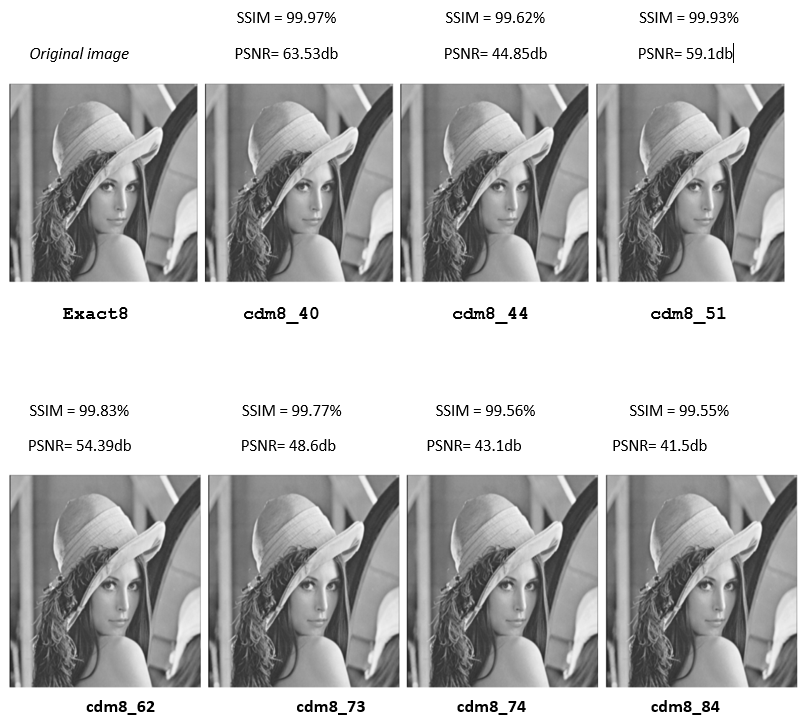 SSIM = 99.97% SSIM = 99.62% SSIM = 99.93%
Original image PSNR= 63.53db PSNR= 44.85db PSNR= 59.1db
Exact8 cdm8_40 cdm8_44 cdm8_51
SSIM = 99.83% SSIM = 99.77% SSIM = 99.56% SSIM = 99.55%
PSNR= 54.39db PSNR= 48.6db PSNR= 43.1db PSNR= 41.5db
cdm8_62 cdm8_73 cdm8_74 cdm8_84